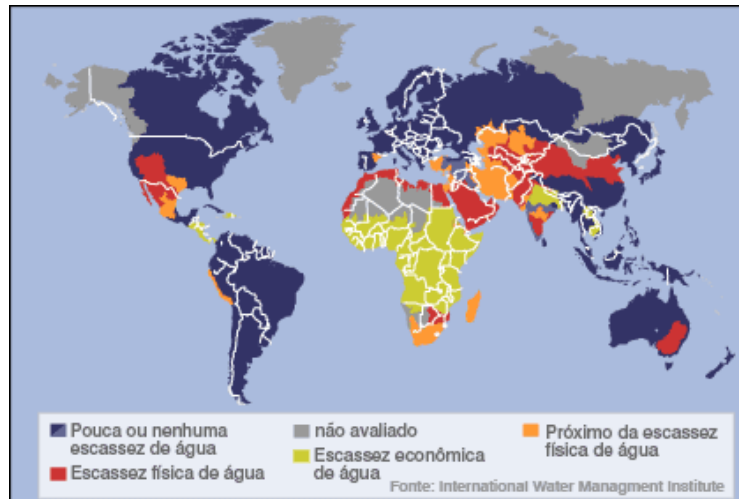 Pouca ou nenhuma
escassez de água
Escassez física de água
não avaliado
Escassez econômica
de água
Próximo da escassez
física de água
Fonte: International Water Managment Institute